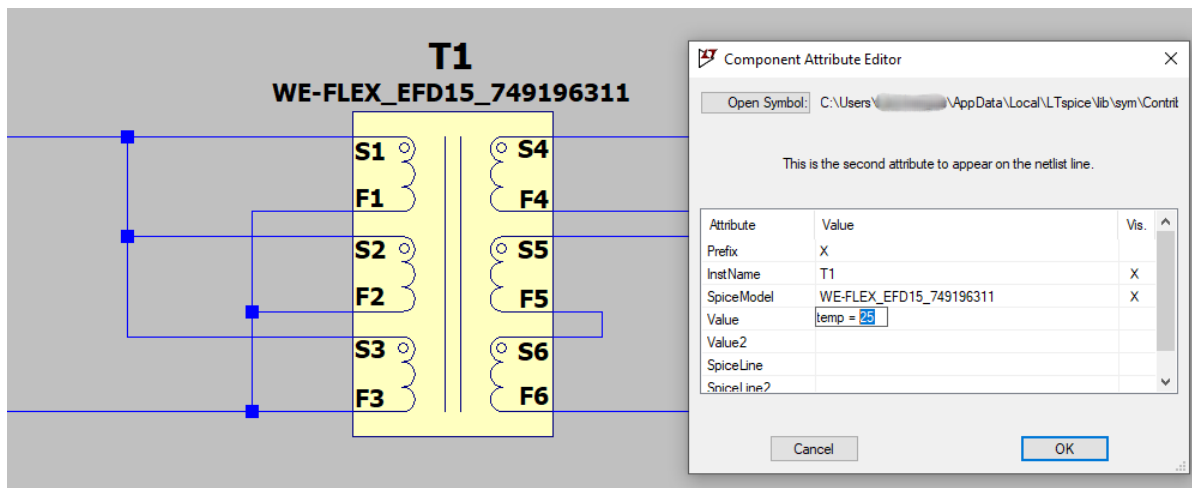 T1
WE-FLEX_EFD15_749196311
S1
S4
F1
F4
S2
S5
F2
F5
S3
S6
F3
F6
Component Attribute Editor
Open Symbol: C:\Users\ \AppData\Local\LTspice\lib\sym\Contrib
This is the second attribute to appear on the netlist line.
Attribute Value Vis.
Prefix X
InstName T1 X
SpiceModel WE-FLEX_EFD15_749196311 X
Value temp = 25
Value2
SpiceLine
SpiceLine2
Cancel OK